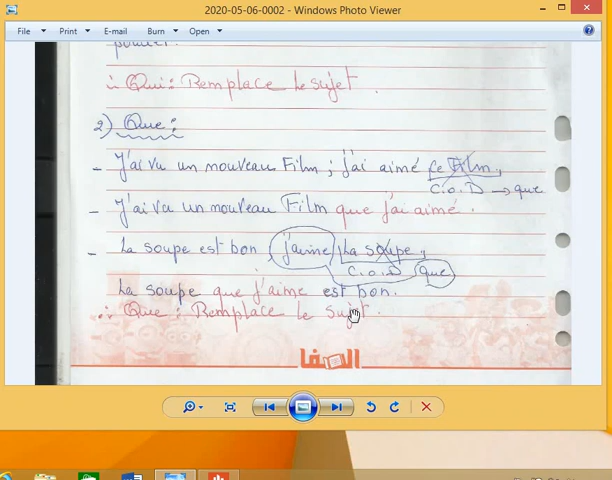 2020-05-06-0002 - Windows Photo Viewer
File Print E-mail Burn Open
∴ Qui : Remplace le sujet.
2) Que :
- J'ai vu un nouveau Film ; j'ai aimé ce Film,
C.O.D → que
- J'ai vu un nouveau Film que j'ai aimé.
- La soupe est bon, j'aime la soupe,
C.O.D que
La soupe que j'aime est bon.
∴ Que : Remplace le sujet.
الصفا